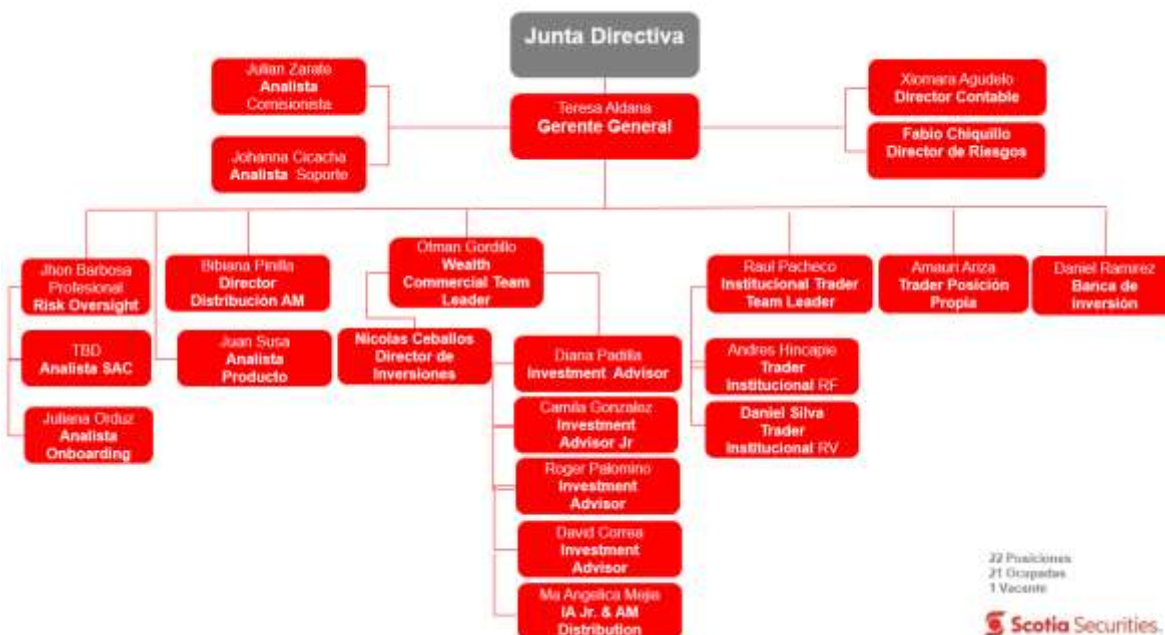 Junta Directiva
Julian Zarate
Analista
Comisionista
Teresa Aldana
Gerente General
Xiomara Agudelo
Director Contable
Johanna Cicacha
Analista Soporte
Fabio Chiquillo
Director de Riesgos
Jhon Barbosa
Profesional
Risk Oversight
Bibiana Pinilla
Director
Distribución AM
Otman Gordillo
Wealth
Commercial Team
Leader
Raul Pacheco
Institutional Trader
Team Leader
Amauri Ariza
Trader Posición
Propia
Daniel Ramirez
Banca de
Inversión
TBD
Analista SAC
Juan Susa
Analista
Producto
Nicolas Ceballos
Director de
Inversiones
Diana Padilla
Investment Advisor
Andres Hincapie
Trader
Institucional RF
Juliana Orduz
Analista
Onboarding
Camila Gonzalez
Investment
Advisor Jr
Daniel Silva
Trader
Institucional RV
Roger Palomino
Investment
Advisor
David Correa
Investment
Advisor
Ma Angelica Mejia
IA Jr. & AM
Distribution
22 Posiciones
21 Ocupadas
1 Vacante
Scotia Securities.